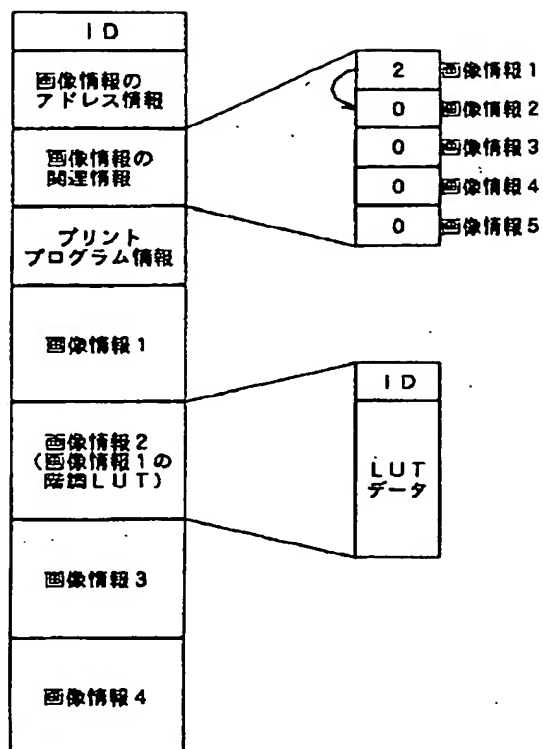 ID
画像情報の
アドレス情報
画像情報の
関連情報
プリント
プログラム情報
画像情報1
画像情報2
(画像情報1の
階調LUT)
画像情報3
画像情報4
2 画像情報1
0 画像情報2
0 画像情報3
0 画像情報4
0 画像情報5
ID
LUT
データ